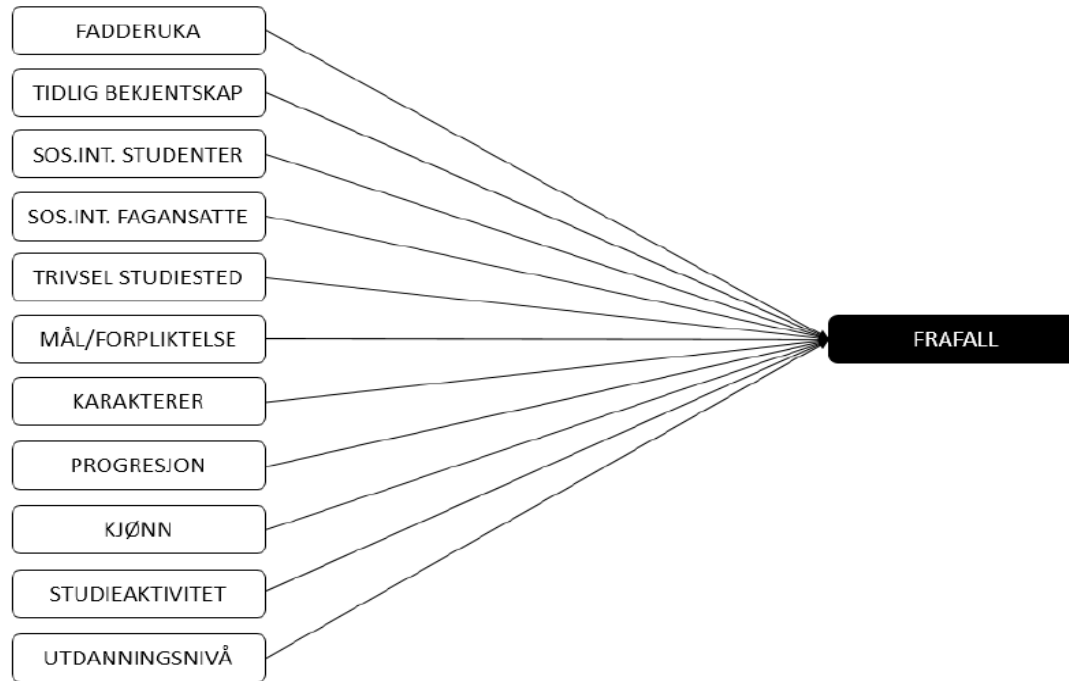 FADDERUKA
TIDLIG BEKJENTSKAP
SOS.INT. STUDENTER
SOS.INT. FAGANSATTE
TRIVSEL STUDIESTED
MÅL/FORPLIKTELSE
KARAKTERER
PROGRESJON
KJØNN
STUDIEAKTIVITET
UTDANNINGSNIVÅ
FRAFALL